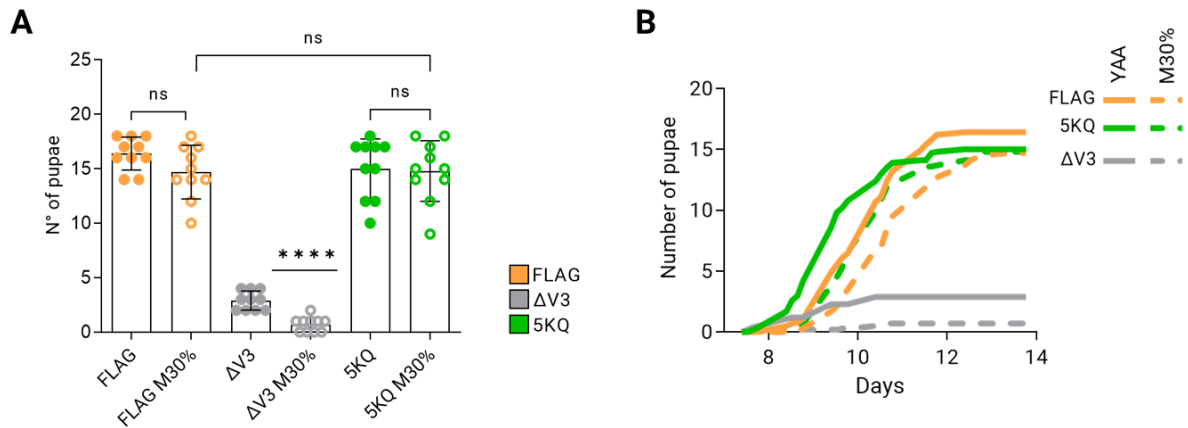 A
N° of pupae
25
20
15
10
5
0
ns
ns
ns
****
FLAG
FLAG M30%
ΔV3
ΔV3 M30%
5KQ
5KQ M30%
FLAG
ΔV3
5KQ
B
Number of pupae
20
15
10
5
0
8
10
12
14
Days
YAA
M30%
FLAG
5KQ
ΔV3